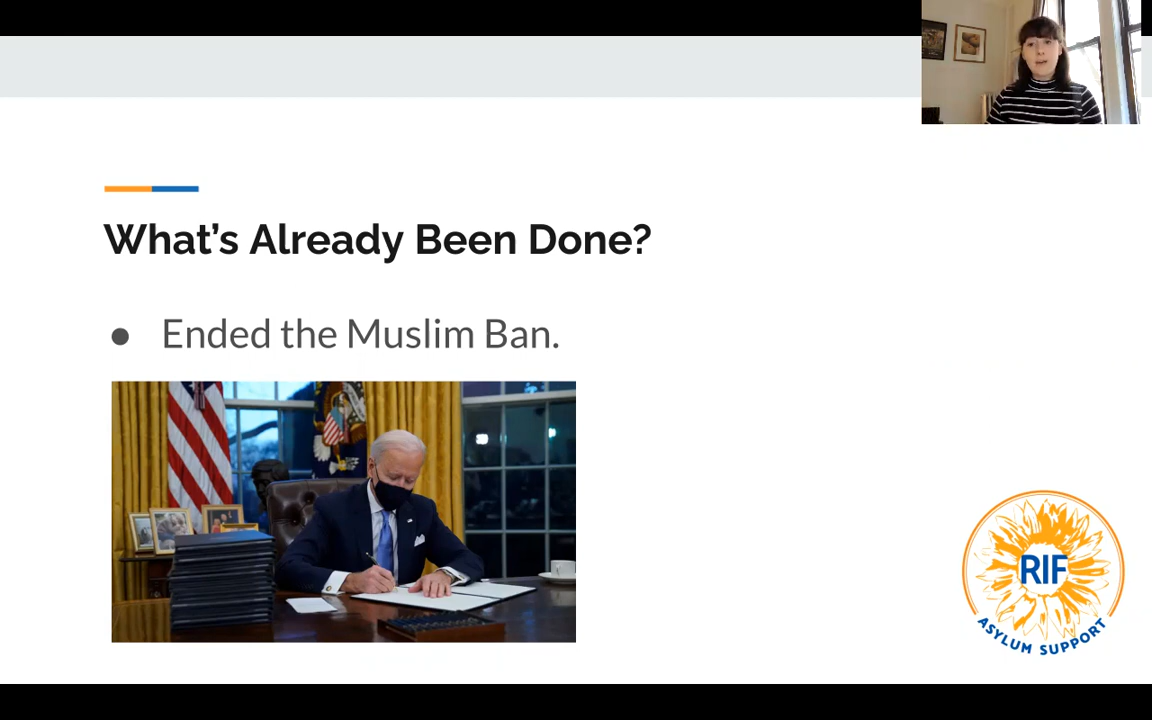 What's Already Been Done?
● Ended the Muslim Ban.
RIF
ASYLUM SUPPORT